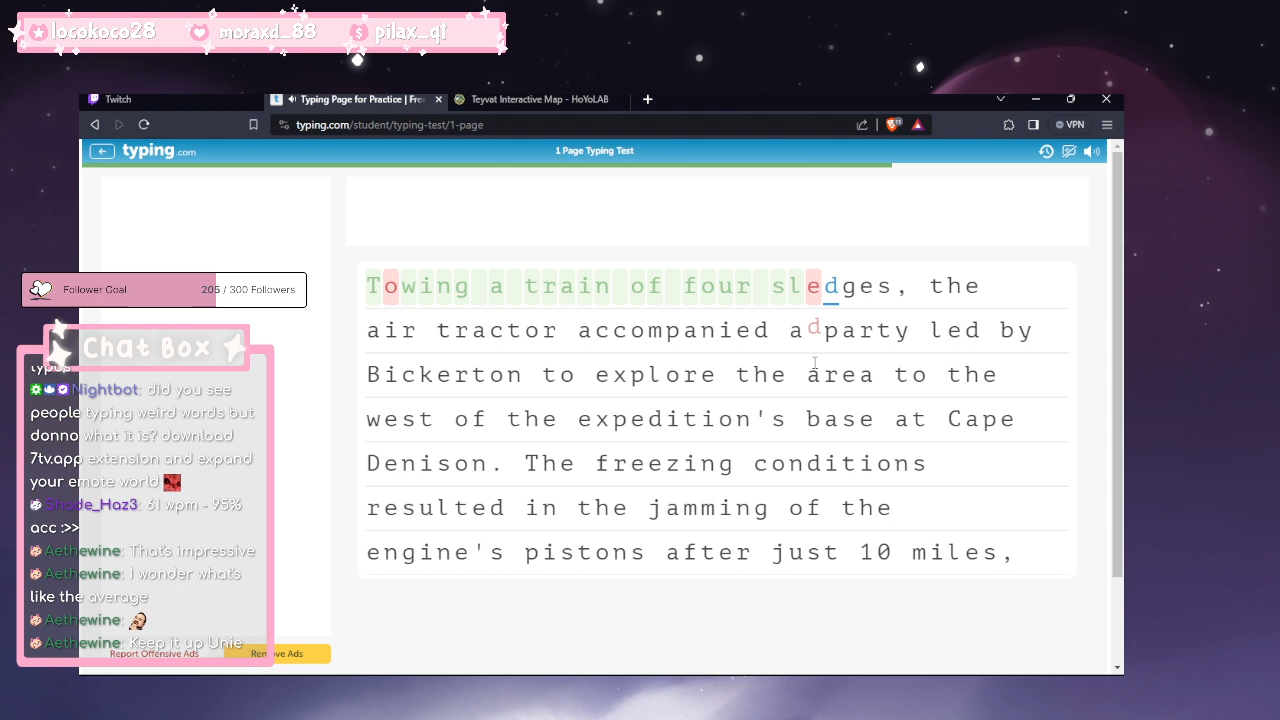 locokoco28 moraxd_88 pilax_qt
Twitch
Typing Page for Practice | Fre
Teyvat Interactive Map - HoYoLAB
typing.com/student/typing-test/1-page
11
VPN
typing.com
1 Page Typing Test
Towing a train of four sledges, the
d
air tractor accompanied a party led by
Bickerton to explore the area to the
west of the expedition's base at Cape
Denison. The freezing conditions
resulted in the jamming of the
engine's pistons after just 10 miles,
Follower Goal
205 / 300 Followers
Chat Box
typos
Nightbot: did you see
people typing weird words but
donno what it is? download
7tv.app extension and expand
your emote world
Shade_Haz3: 61 wpm - 95%
acc :>>
Aethewine: That's impressive
Aethewine: I wonder what's
like the average
Aethewine:
Aethewine: Keep it up Unie
Report Offensive Ads
Remove Ads